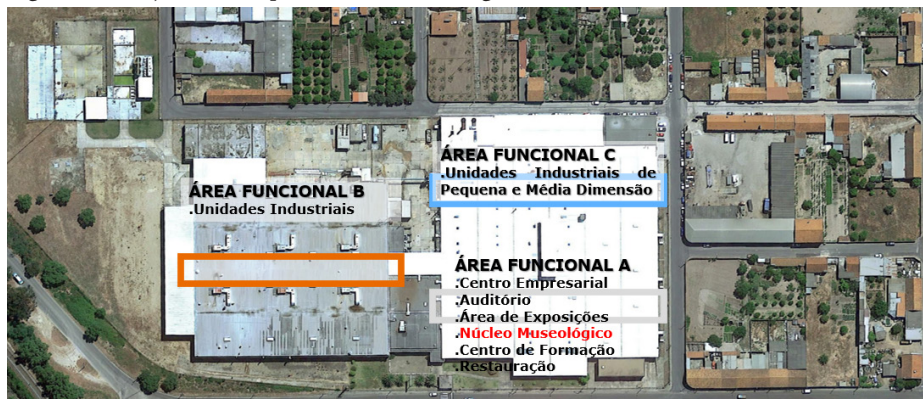 ÁREA FUNCIONAL B
.Unidades Industriais
ÁREA FUNCIONAL C
.Unidades Industriais de
Pequena e Média Dimensão
ÁREA FUNCIONAL A
.Centro Empresarial
.Auditório
.Área de Exposições
.Núcleo Museológico
.Centro de Formação
.Restauração